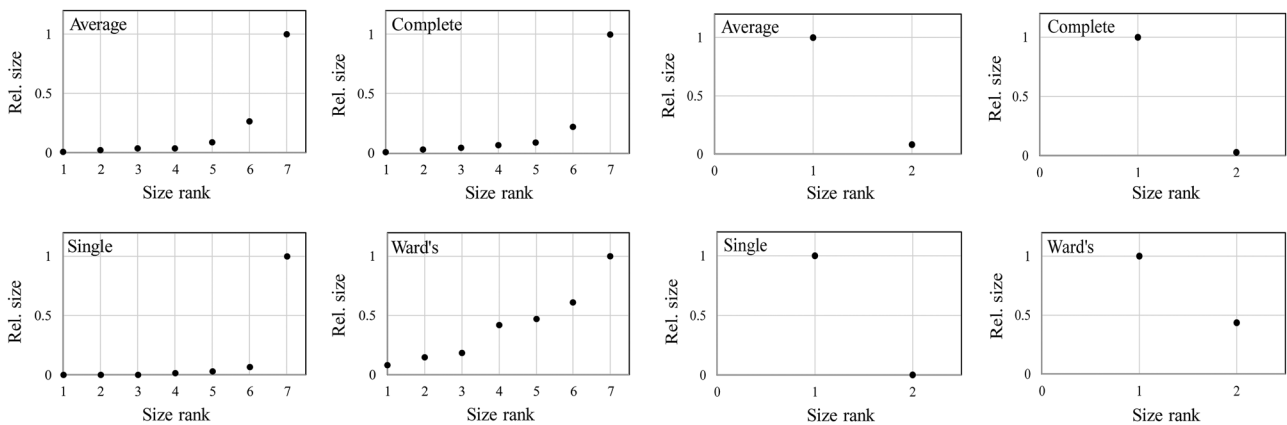 Average
1
0.5
0
Rel. size
1 2 3 4 5 6 7
Size rank
Complete
1
0.5
0
Rel. size
1 2 3 4 5 6 7
Size rank
Average
1
0.5
0
Rel. size
0 1 2
Size rank
Complete
1
0.5
0
Rel. size
0 1 2
Size rank
Single
1
0.5
0
Rel. size
1 2 3 4 5 6 7
Size rank
Ward's
1
0.5
0
Rel. size
1 2 3 4 5 6 7
Size rank
Single
1
0.5
0
Rel. size
0 1 2
Size rank
Ward's
1
0.5
0
Rel. size
0 1 2
Size rank